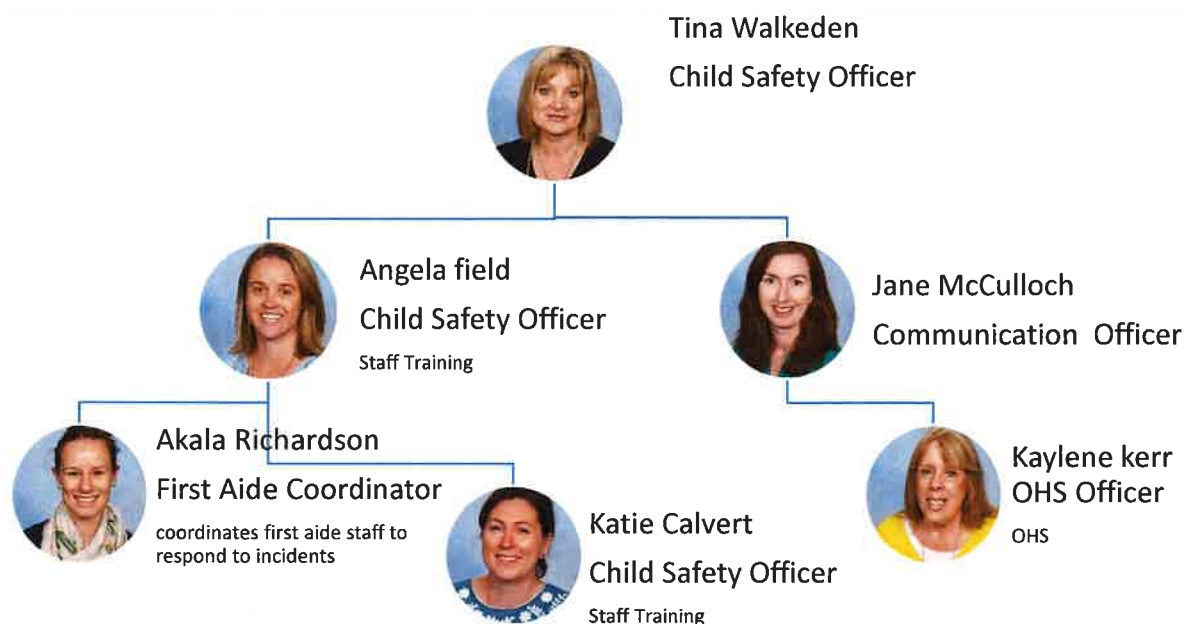 Tina Walkeden
Child Safety Officer
Angela field
Child Safety Officer
Staff Training
Jane McCulloch
Communication Officer
Akala Richardson
First Aide Coordinator
coordinates first aide staff to
respond to incidents
Katie Calvert
Child Safety Officer
Staff Training
Kaylene kerr
OHS Officer
OHS